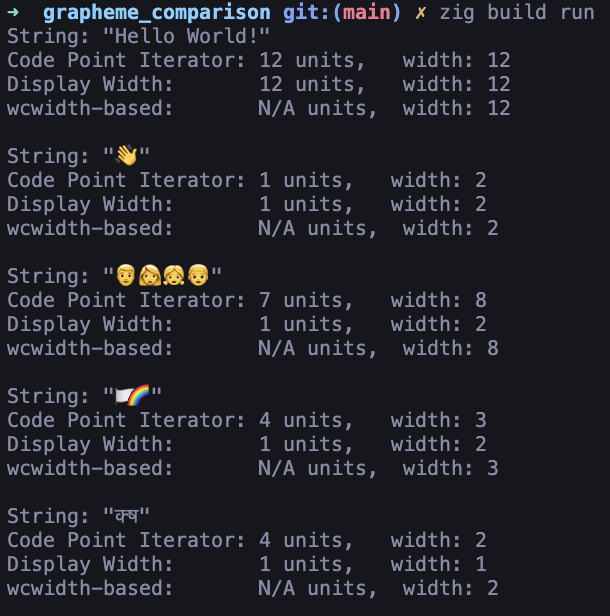 → grapheme_comparison git:(main) ✗ zig build run
String: "Hello World!"
Code Point Iterator: 12 units, width: 12
Display Width: 12 units, width: 12
wcwidth-based: N/A units, width: 12
String: "👋"
Code Point Iterator: 1 units, width: 2
Display Width: 1 units, width: 2
wcwidth-based: N/A units, width: 2
String: "👨👩👧👦"
Code Point Iterator: 7 units, width: 8
Display Width: 1 units, width: 2
wcwidth-based: N/A units, width: 8
String: "🏳️‍🌈"
Code Point Iterator: 4 units, width: 3
Display Width: 1 units, width: 2
wcwidth-based: N/A units, width: 3
String: "क्ष"
Code Point Iterator: 4 units, width: 2
Display Width: 1 units, width: 1
wcwidth-based: N/A units, width: 2